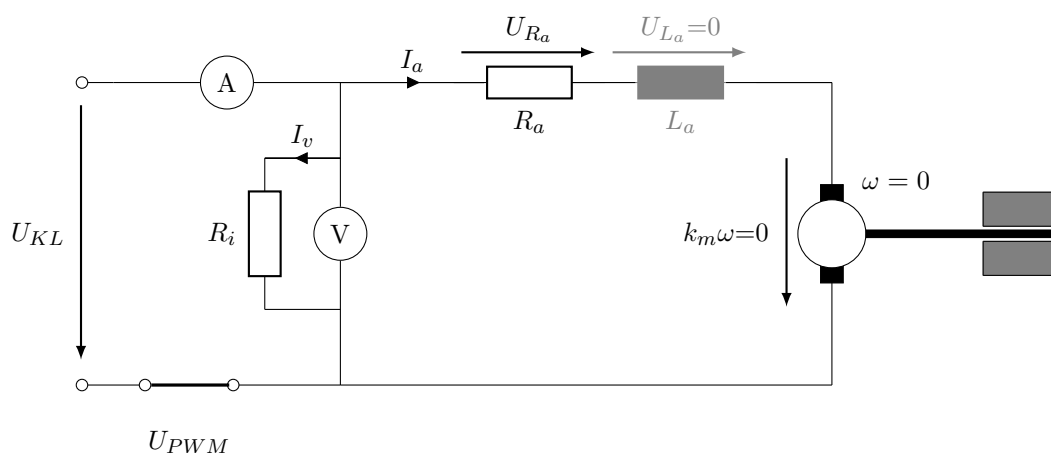 U_{R_a}
U_{L_a}=0
I_a
A
R_a
L_a
I_v
ω = 0
U_{KL}
R_i
V
k_mω=0
U_{PWM}